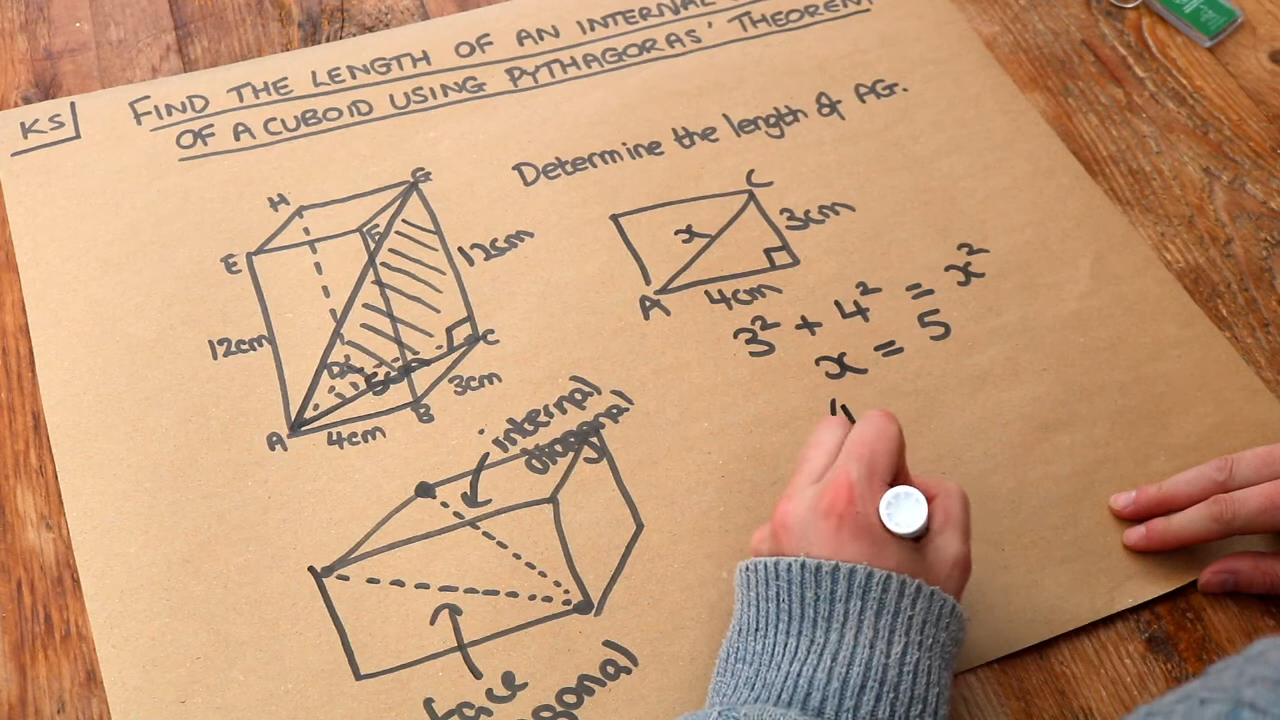 KS
FIND THE LENGTH OF AN INTERNAL
OF A CUBOID USING PYTHAGORAS' THEOREM
Determine the length of AG.
H
G
E
F
12cm
12cm
D
C
5cm
3cm
A
4cm
B
C
x
3cm
A
4cm
3² + 4² = x²
x = 5
internal
diagonal
face